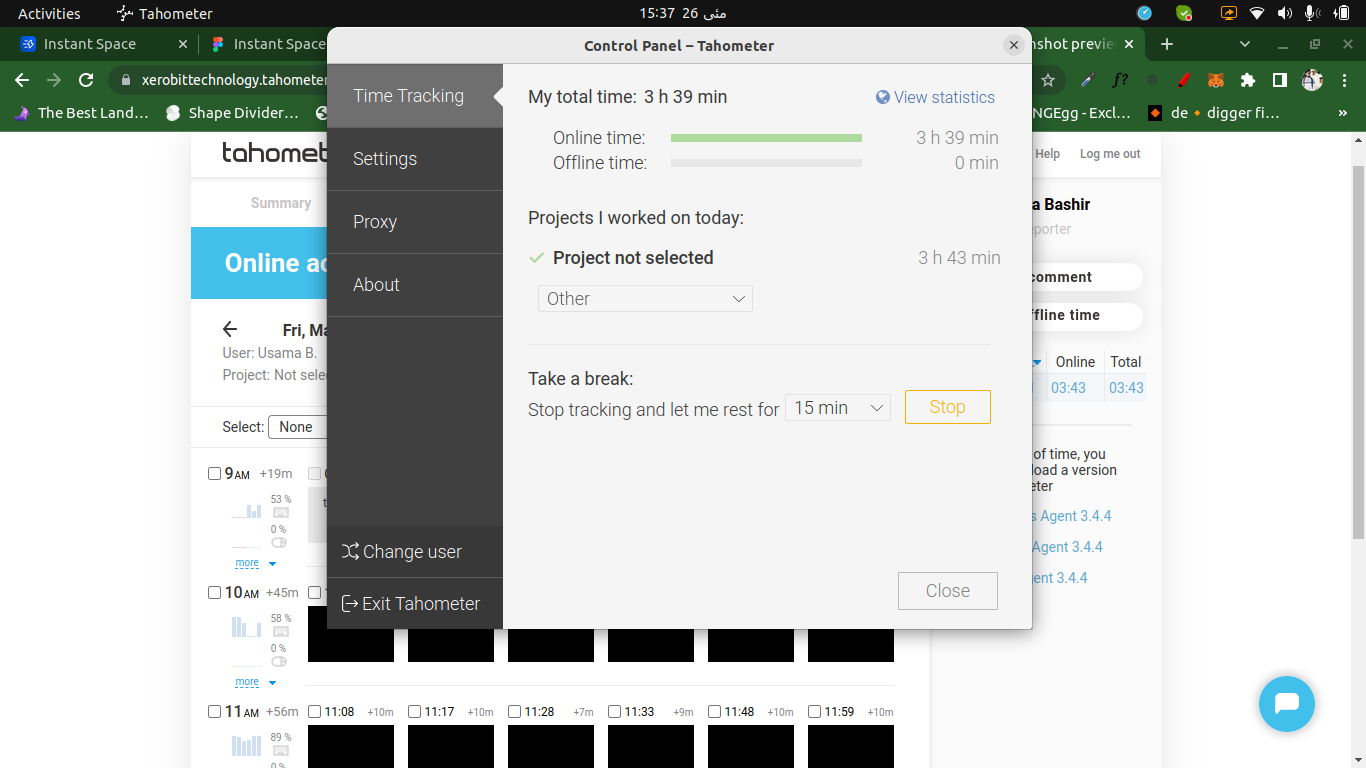 Activities
Tahometer
15:37 26 مئی
Instant Space
Instant Space
nshot previe
xerobittechnology.tahometer
The Best Land…
Shape Divider…
NGEgg - Excl…
de🔸digger fi…
»
Control Panel – Tahometer
Time Tracking
Settings
Proxy
About
Change user
Exit Tahometer
My total time: 3 h 39 min
View statistics
Online time: 3 h 39 min
Offline time: 0 min
Projects I worked on today:
Project not selected 3 h 43 min
Other
Take a break:
Stop tracking and let me rest for 15 min Stop
Close
tahomet
Help
Log me out
Summary
Online ac
Fri, Ma
User: Usama B.
Project: Not sele
Select: None
9AM +19m
53 %
0 %
more
10AM +45m
58 %
0 %
more
11AM +56m
11:08 +10m 11:17 +10m 11:28 +7m 11:33 +9m 11:48 +10m 11:59 +10m
89 %
0 %
a Bashir
eporter
comment
ffline time
Online Total
03:43 03:43
of time, you
load a version
eter
s Agent 3.4.4
Agent 3.4.4
ent 3.4.4